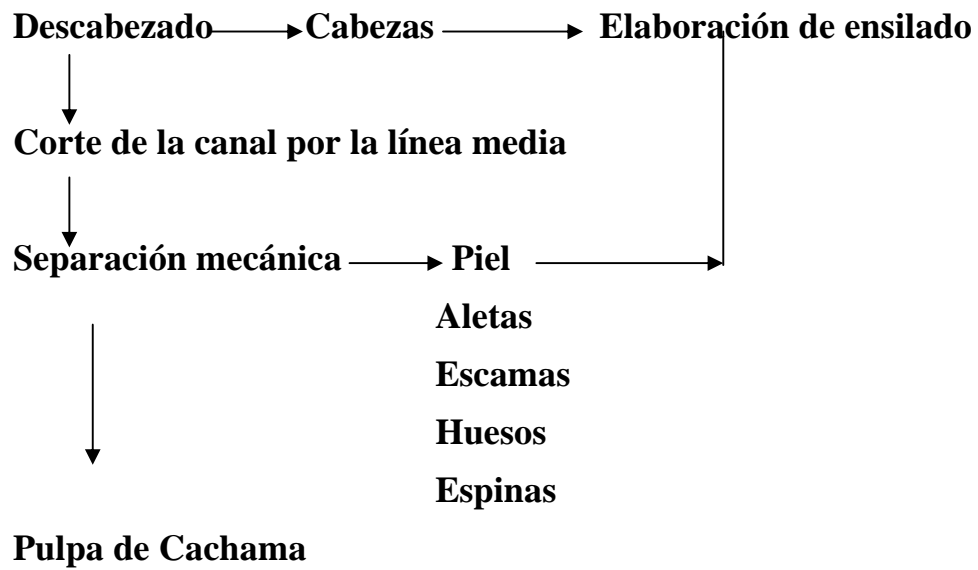 Descabezado Cabezas Elaboración de ensilado
Corte de la canal por la línea media
Separación mecánica Piel
Aletas
Escamas
Huesos
Espinas
Pulpa de Cachama